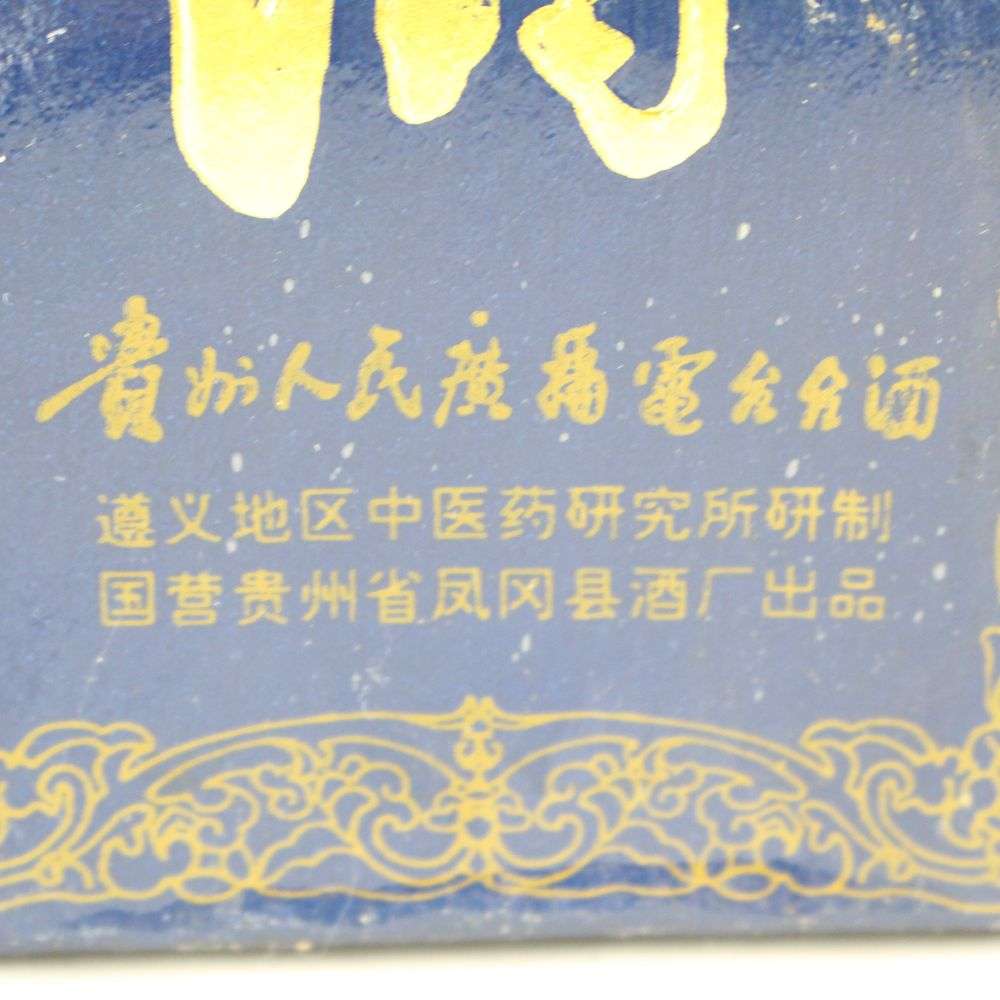 貴州人民廣播電台台酒
遵义地区中医药研究所研制
国营贵州省凤冈县酒厂出品